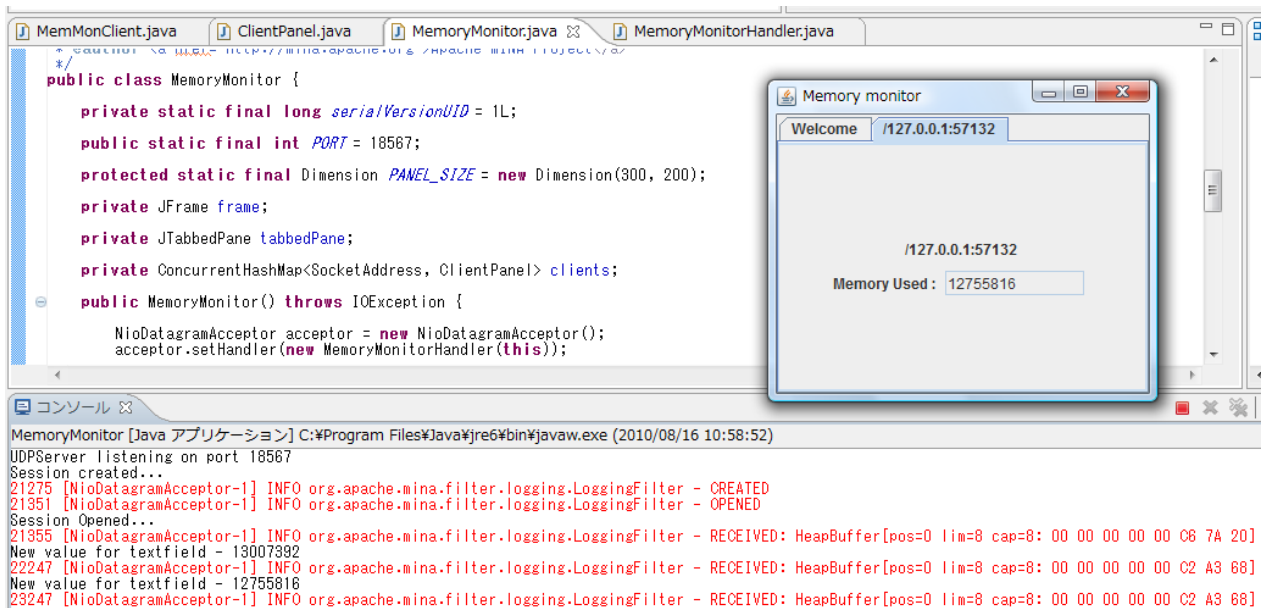 MemMonClient.java
ClientPanel.java
MemoryMonitor.java
MemoryMonitorHandler.java
* @author <a href="http://mina.apache.org">Apache MINA Project</a>
*/
public class MemoryMonitor {
private static final long serialVersionUID = 1L;
public static final int PORT = 18567;
protected static final Dimension PANEL_SIZE = new Dimension(300, 200);
private JFrame frame;
private JTabbedPane tabbedPane;
private ConcurrentHashMap<SocketAddress, ClientPanel> clients;
public MemoryMonitor() throws IOException {
NioDatagramAcceptor acceptor = new NioDatagramAcceptor();
acceptor.setHandler(new MemoryMonitorHandler(this));
Memory monitor
Welcome
/127.0.0.1:57132
/127.0.0.1:57132
Memory Used : 12755816
コンソール
MemoryMonitor [Java アプリケーション] C:¥Program Files¥Java¥jre6¥bin¥javaw.exe (2010/08/16 10:58:52)
UDPServer listening on port 18567
Session created...
21275 [NioDatagramAcceptor-1] INFO org.apache.mina.filter.logging.LoggingFilter - CREATED
21351 [NioDatagramAcceptor-1] INFO org.apache.mina.filter.logging.LoggingFilter - OPENED
Session Opened...
21355 [NioDatagramAcceptor-1] INFO org.apache.mina.filter.logging.LoggingFilter - RECEIVED: HeapBuffer[pos=0 lim=8 cap=8: 00 00 00 00 00 C6 7A 20]
New value for textfield - 13007392
22247 [NioDatagramAcceptor-1] INFO org.apache.mina.filter.logging.LoggingFilter - RECEIVED: HeapBuffer[pos=0 lim=8 cap=8: 00 00 00 00 00 C2 A3 68]
New value for textfield - 12755816
23247 [NioDatagramAcceptor-1] INFO org.apache.mina.filter.logging.LoggingFilter - RECEIVED: HeapBuffer[pos=0 lim=8 cap=8: 00 00 00 00 00 C2 A3 68]